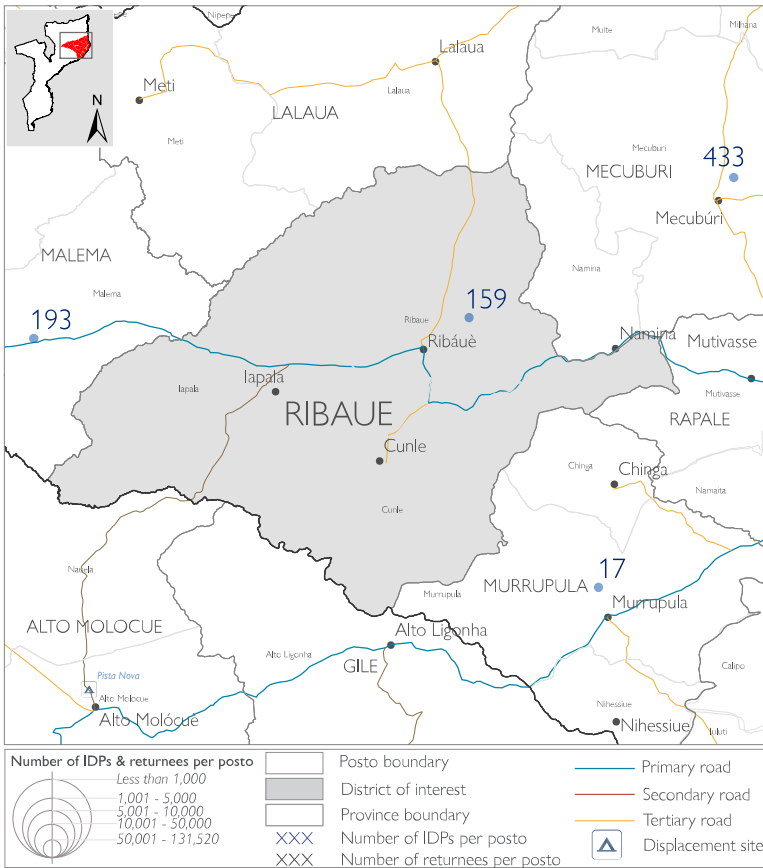 Nipepe
Muite
Milhana
Lalaua
Meti
Lalaua
LALAUA
N
Meti
Mecuburi
MECUBURI
433
Mecubúri
MALEMA
Namina
Malema
193
159
Ribaue
Ribáuè
Namina
Mutivasse
Iapala
Iapala
Mutivasse
RIBAUE
RAPALE
Cunle
Chinga
Chinga
Namaita
Cunle
Nauela
17
MURRUPULA
Murrupula
Murrupula
ALTO MOLOCUE
Alto Ligonha
Alto Ligonha
GILE
Calipo
Pista Nova
Alto Molocue
Alto Molócuè
Nihessiue
Nihessiue
Iuluti
Number of IDPs & returnees per posto
Less than 1,000
1,001 - 5,000
5,001 - 10,000
10,001 - 50,000
50,001 - 131,520
Posto boundary
District of interest
Province boundary
XXX Number of IDPs per posto
XXX Number of returnees per posto
Primary road
Secondary road
Tertiary road
Displacement site